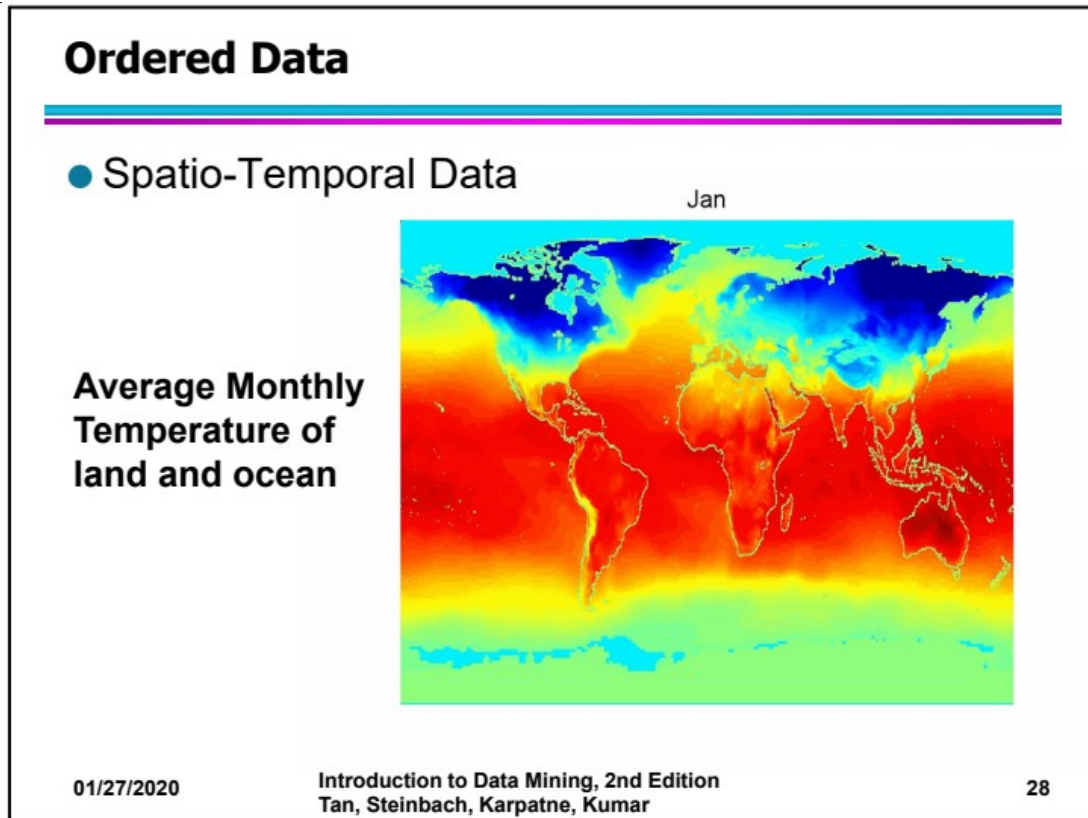 Ordered Data
Spatio-Temporal Data
Jan
Average Monthly
Temperature of
land and ocean
01/27/2020
Introduction to Data Mining, 2nd Edition
Tan, Steinbach, Karpatne, Kumar
28